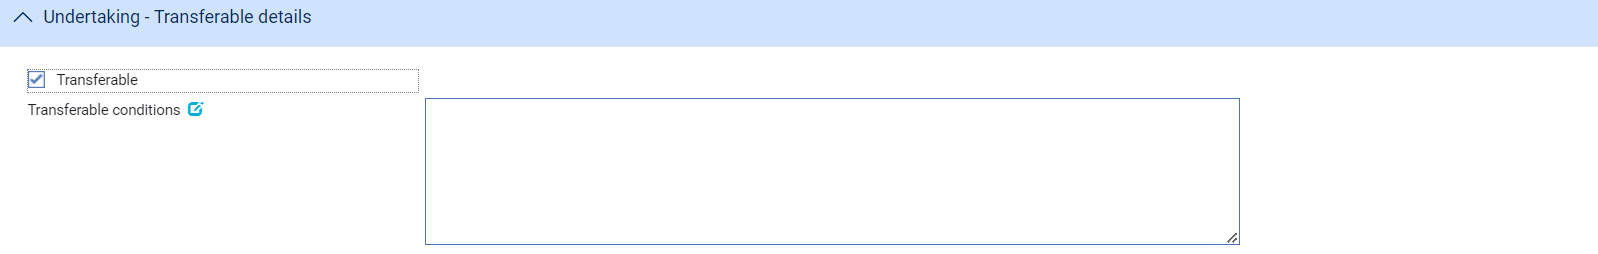 Undertaking - Transferable details
Transferable
Transferable conditions